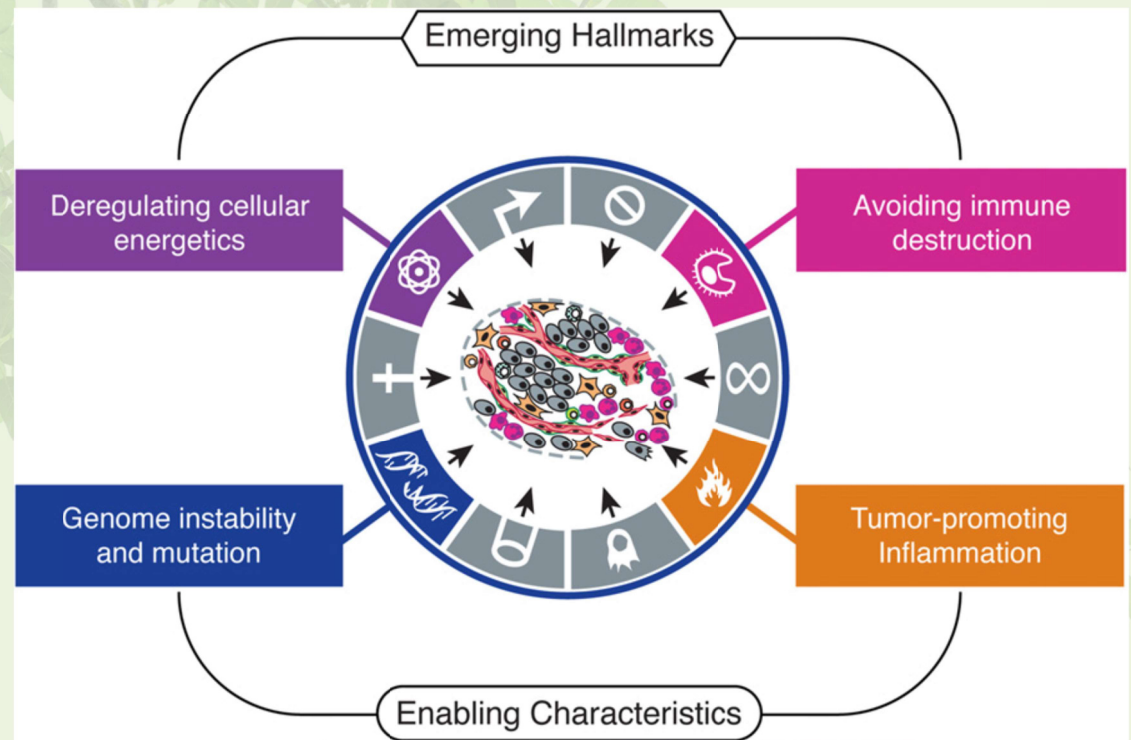 Emerging Hallmarks
Deregulating cellular
energetics
Avoiding immune
destruction
Genome instability
and mutation
Tumor-promoting
Inflammation
Enabling Characteristics